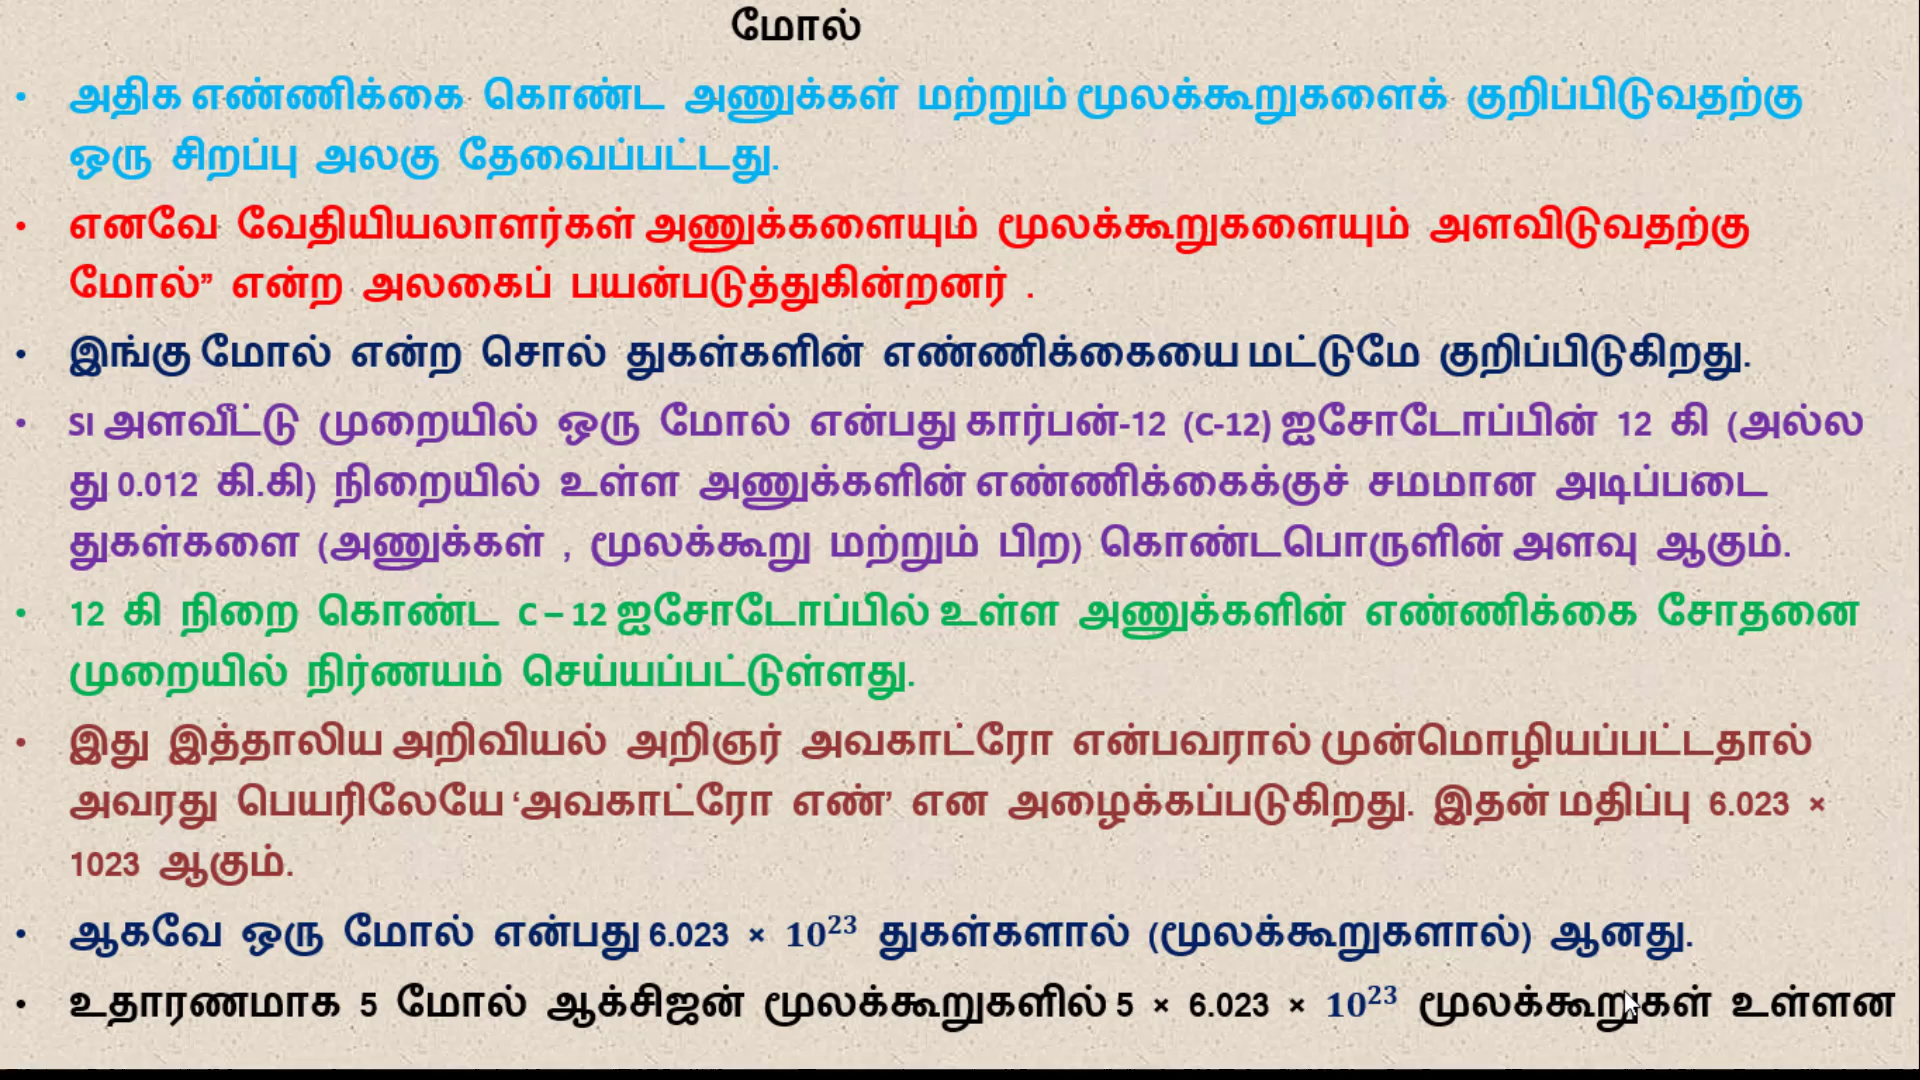 மோல்
• அதிக எண்ணிக்கை கொண்ட அணுக்கள் மற்றும் மூலக்கூறுகளைக் குறிப்பிடுவதற்கு
ஒரு சிறப்பு அலகு தேவைப்பட்டது.
• எனவே வேதியியலாளர்கள் அணுக்களையும் மூலக்கூறுகளையும் அளவிடுவதற்கு
மோல்” என்ற அலகைப் பயன்படுத்துகின்றனர் .
• இங்கு மோல் என்ற சொல் துகள்களின் எண்ணிக்கையை மட்டுமே குறிப்பிடுகிறது.
• SI அளவீட்டு முறையில் ஒரு மோல் என்பது கார்பன்-12 (C-12) ஐசோடோப்பின் 12 கி (அல்ல
து 0.012 கி.கி) நிறையில் உள்ள அணுக்களின் எண்ணிக்கைக்குச் சமமான அடிப்படை
துகள்களை (அணுக்கள் , மூலக்கூறு மற்றும் பிற) கொண்டபொருளின் அளவு ஆகும்.
• 12 கி நிறை கொண்ட C – 12 ஐசோடோப்பில் உள்ள அணுக்களின் எண்ணிக்கை சோதனை
முறையில் நிர்ணயம் செய்யப்பட்டுள்ளது.
• இது இத்தாலிய அறிவியல் அறிஞர் அவகாட்ரோ என்பவரால் முன்மொழியப்பட்டதால்
அவரது பெயரிலேயே ‘அவகாட்ரோ எண்’ என அழைக்கப்படுகிறது. இதன் மதிப்பு 6.023 ×
1023 ஆகும்.
• ஆகவே ஒரு மோல் என்பது 6.023 × 10²³ துகள்களால் (மூலக்கூறுகளால்) ஆனது.
• உதாரணமாக 5 மோல் ஆக்சிஜன் மூலக்கூறுகளில் 5 × 6.023 × 10²³ மூலக்கூறுகள் உள்ளன